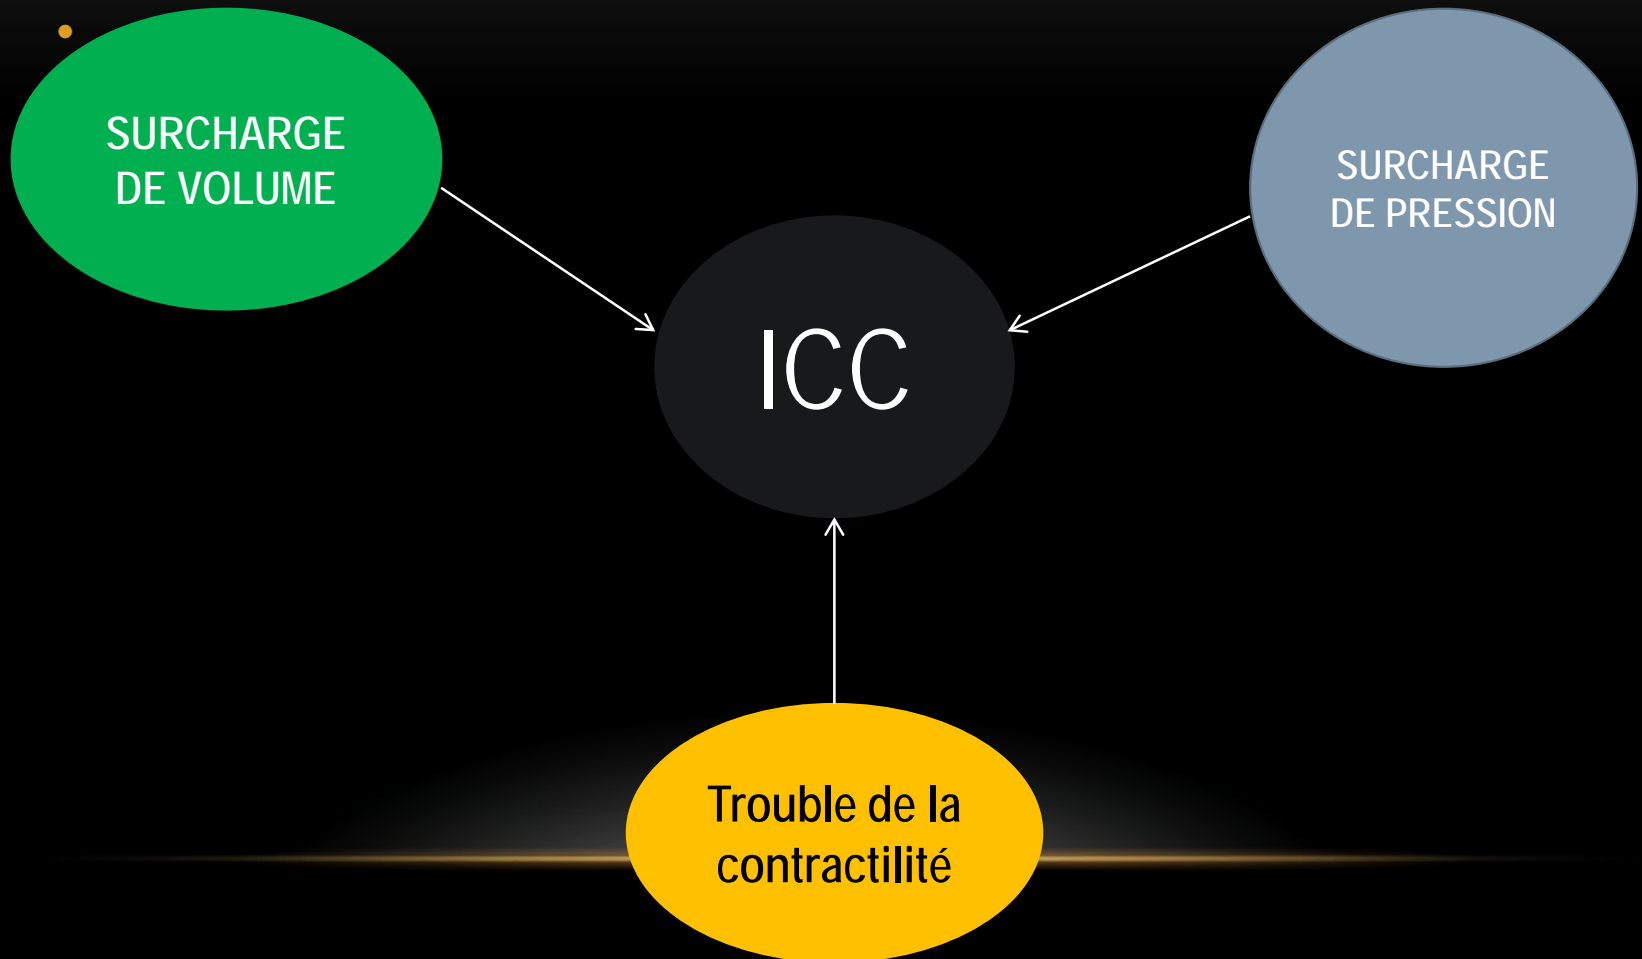 SURCHARGE
DE VOLUME
SURCHARGE
DE PRESSION
ICC
Trouble de la
contractilité